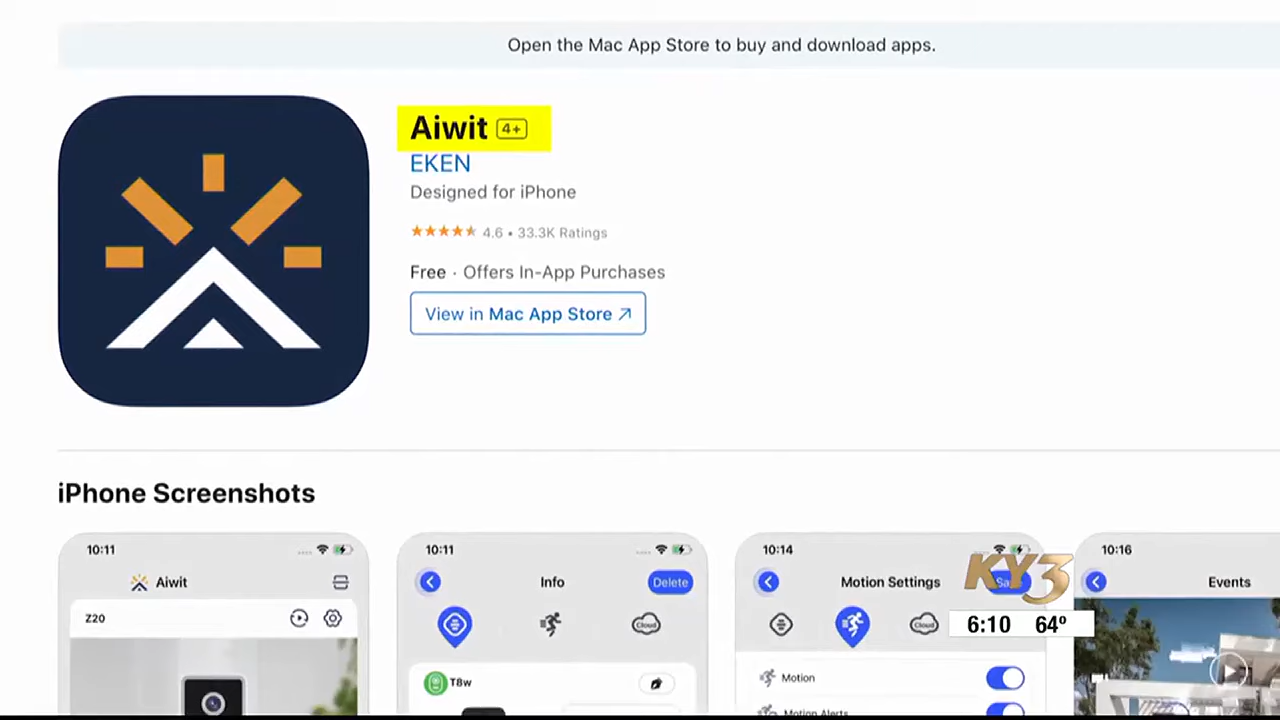 Open the Mac App Store to buy and download apps.
Aiwit 4+
EKEN
Designed for iPhone
4.6 • 33.3K Ratings
Free · Offers In-App Purchases
View in Mac App Store ↗
iPhone Screenshots
10:11
10:11
10:14
10:16
Aiwit
Info
Delete
Motion Settings
Events
Z20
Cloud
Cloud
KY3
6:10 64º
T8w
Motion
Motion Alerts